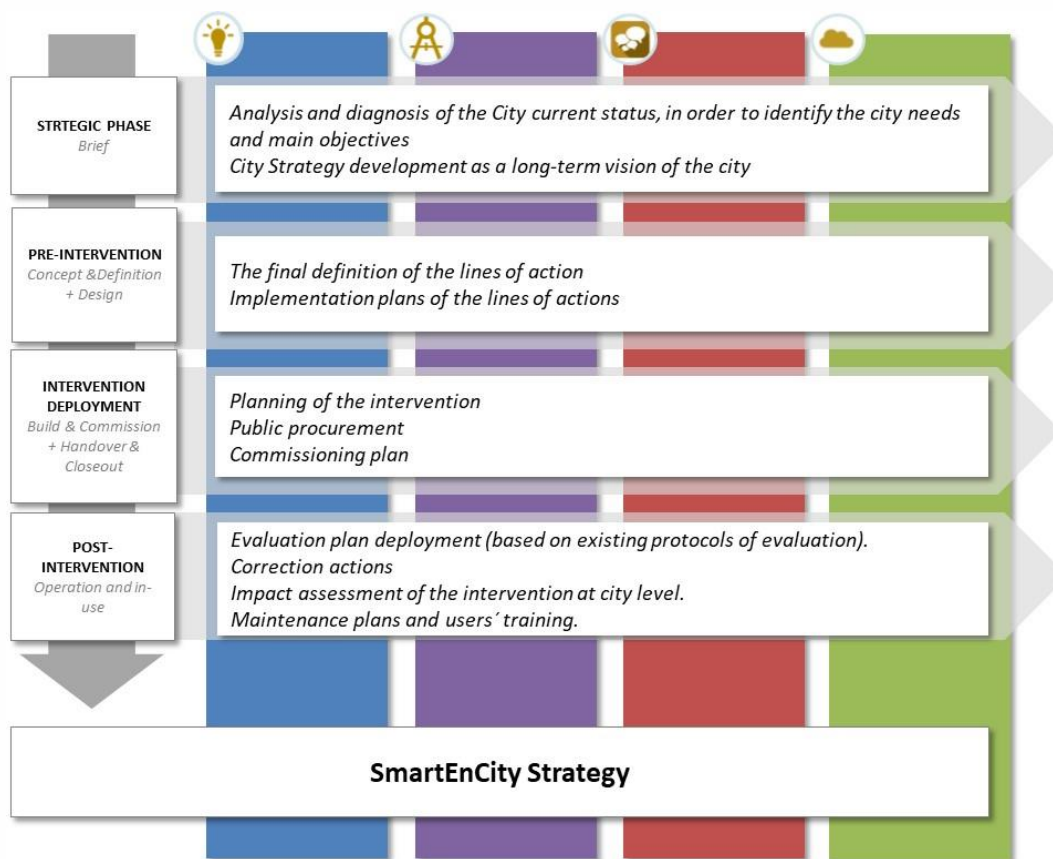 STRTEGIC PHASE
Brief
Analysis and diagnosis of the City current status, in order to identify the city needs
and main objectives
City Strategy development as a long-term vision of the city
PRE-INTERVENTION
Concept &Definition
+ Design
The final definition of the lines of action
Implementation plans of the lines of actions
INTERVENTION
DEPLOYMENT
Build & Commission
+ Handover &
Closeout
Planning of the intervention
Public procurement
Commissioning plan
POST-
INTERVENTION
Operation and in-
use
Evaluation plan deployment (based on existing protocols of evaluation).
Correction actions
Impact assessment of the intervention at city level.
Maintenance plans and users´ training.
SmartEnCity Strategy